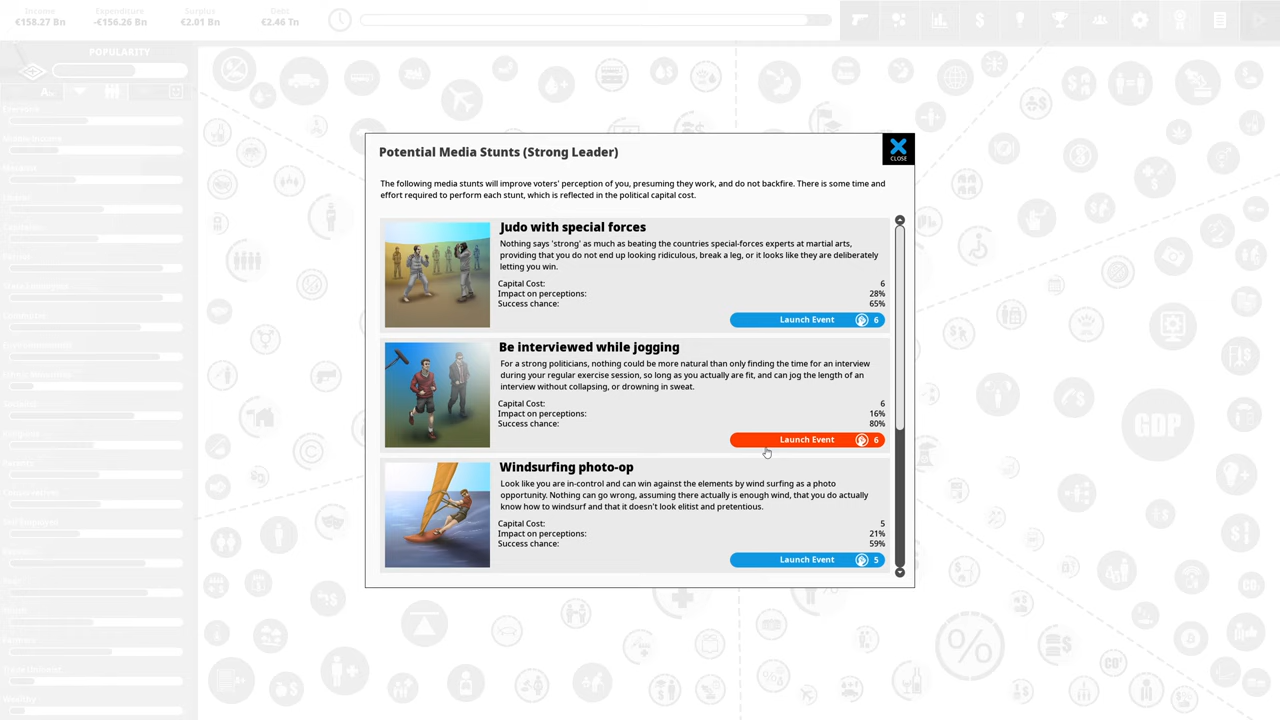 Income Expenditure Surplus Debt
€158.27 Bn -€156.26 Bn €2.01 Bn €2.46 Tn
POPULARITY
Potential Media Stunts (Strong Leader)
CLOSE
The following media stunts will improve voters' perception of you, presuming they work, and do not backfire. There is some time and
effort required to perform each stunt, which is reflected in the political capital cost.
Judo with special forces
Nothing says 'strong' as much as beating the countries special-forces experts at martial arts,
providing that you do not end up looking ridiculous, break a leg, or it looks like they are deliberately
letting you win.
Capital Cost: 6
Impact on perceptions: 28%
Success chance: 65%
Launch Event 6
Be interviewed while jogging
For a strong politicians, nothing could be more natural than only finding the time for an interview
during your regular exercise session, so long as you actually are fit, and can jog the length of an
interview without collapsing, or drowning in sweat.
Capital Cost: 6
Impact on perceptions: 16%
Success chance: 80%
Launch Event 6
Windsurfing photo-op
Look like you are in-control and can win against the elements by wind surfing as a photo
opportunity. Nothing can go wrong, assuming there actually is enough wind, that you do actually
know how to windsurf and that it doesn't look elitist and pretentious.
Capital Cost: 5
Impact on perceptions: 21%
Success chance: 59%
Launch Event 5
GDP